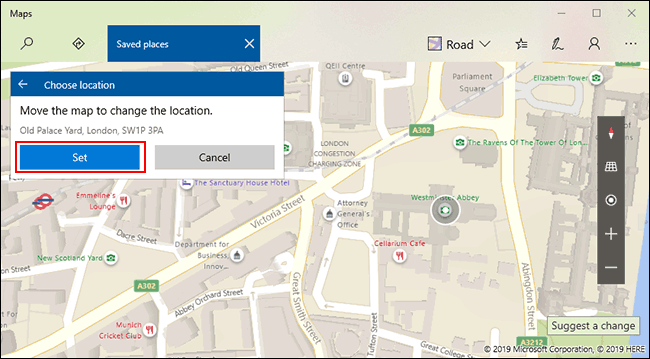 Maps
Saved places
Road
Choose location
Move the map to change the location.
Old Palace Yard, London, SW1P 3PA
Set
Cancel
Old Queen Street
QEII Centre
Parliament
Square
Elizabeth Tower
A302
The Ravens Of The Tower Of Lo
LONDON
CONGESTION
CHARGING
ZONE
The Sanctuary House Hotel
Emmeline's
Lounge
Victoria Street
Attorney
General's
Office
Westminster Abbey
Dacre Street
Department for
Business,
Innov...
Cellarium Cafe
New Scotland Yard
A302
Abbey Orchard Street
Great Smith Street
Abingdon Street
Munich
Cricket
Club
Tufton Street
Great College Street
A3212
Suggest a change
© 2019 Microsoft Corporation, © 2019 HERE